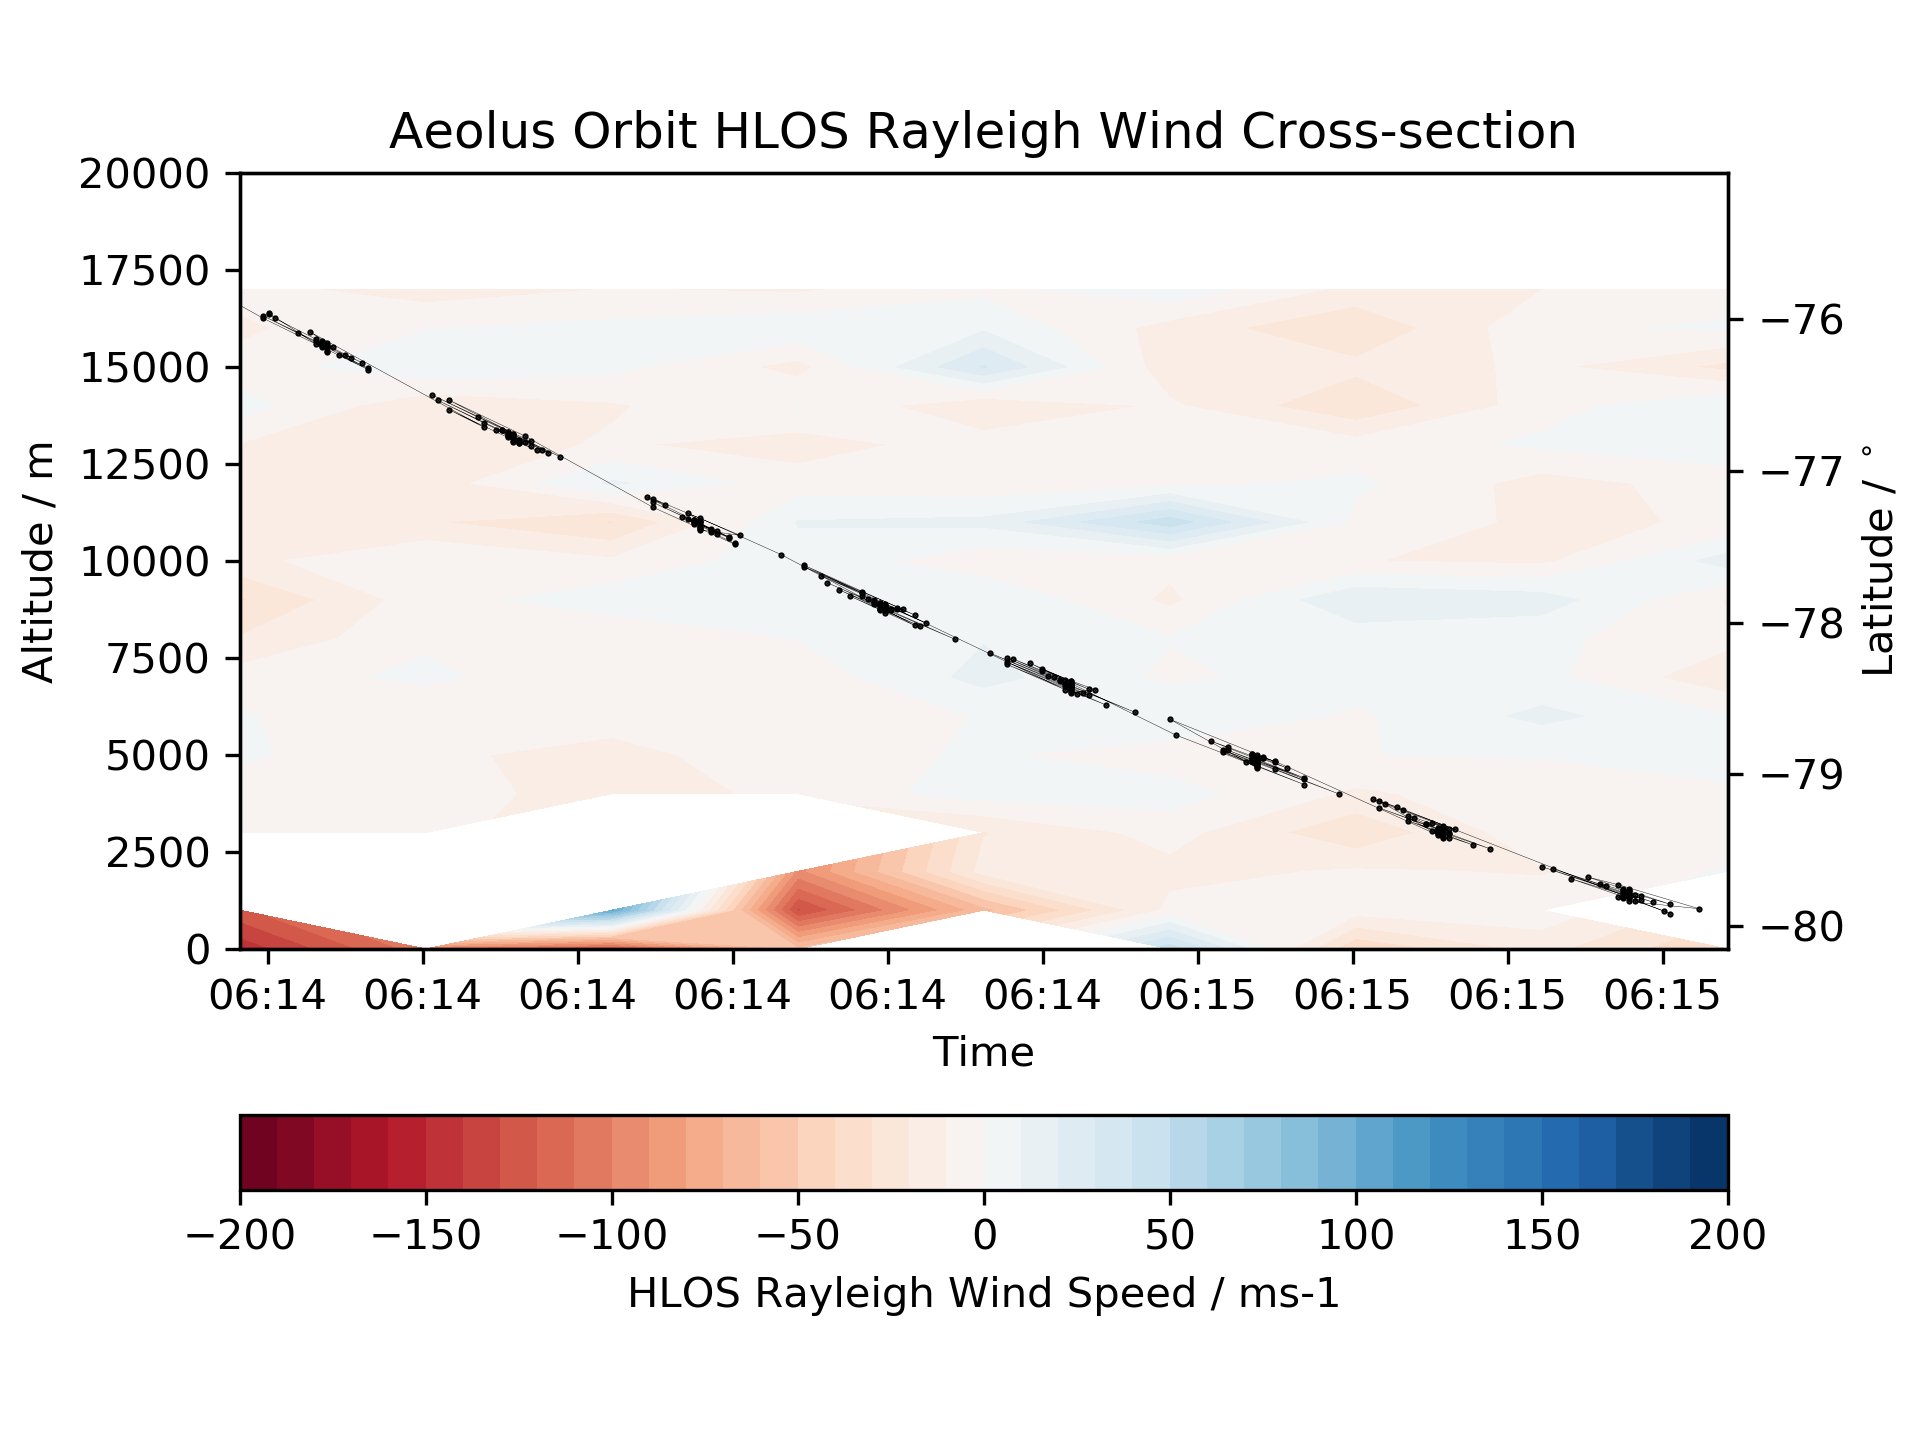 Aeolus Orbit HLOS Rayleigh Wind Cross-section
20000
17500
15000
12500
10000
7500
5000
2500
0
Altitude / m
−76
−77
−78
−79
−80
Latitude / °
06:14 06:14 06:14 06:14 06:14 06:14 06:15 06:15 06:15 06:15
Time
−200 −150 −100 −50 0 50 100 150 200
HLOS Rayleigh Wind Speed / ms-1